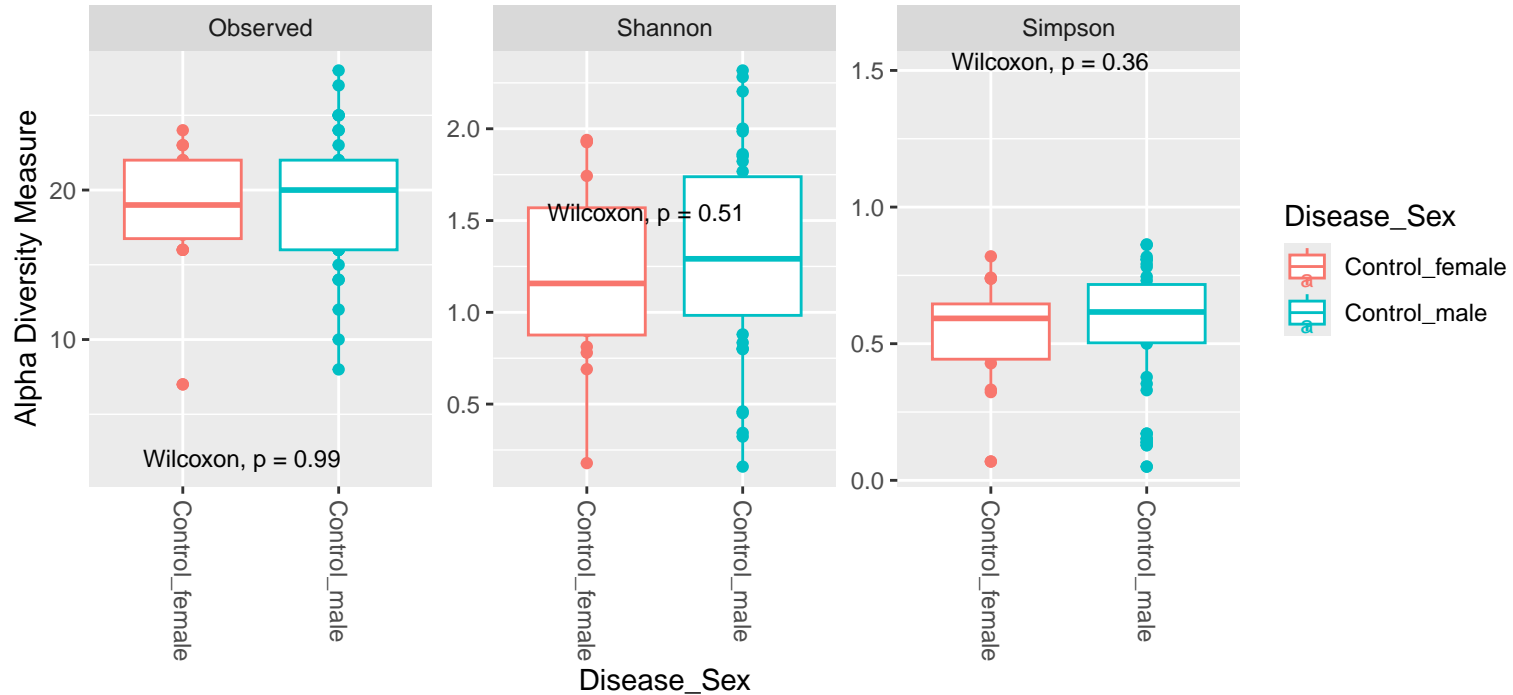 Observed
Shannon
Simpson
Alpha Diversity Measure
20
10
Wilcoxon, p = 0.99
2.0
1.5
1.0
0.5
Wilcoxon, p = 0.51
1.5
1.0
0.5
0.0
Wilcoxon, p = 0.36
Control_female
Control_male
Control_female
Control_male
Control_female
Control_male
Disease_Sex
Disease_Sex
a Control_female
a Control_male